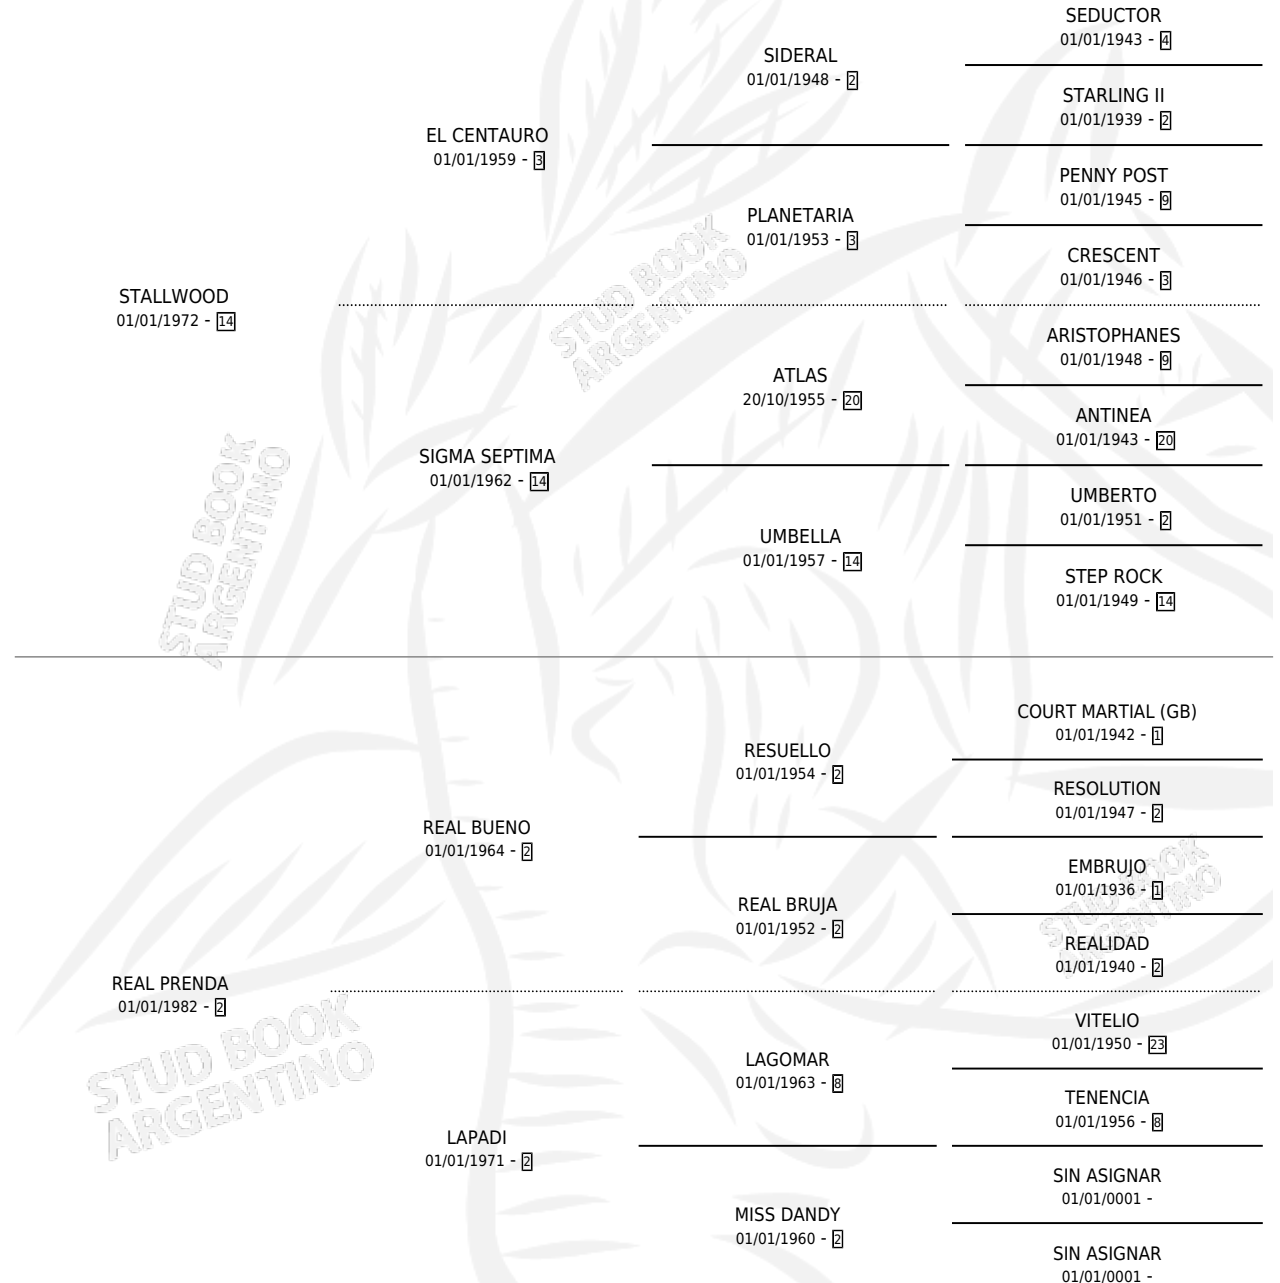 SEDUCTOR
01/01/1943 - 4
SIDERAL
01/01/1948 - 2
STARLING II
01/01/1939 - 2
EL CENTAURO
01/01/1959 - 3
PENNY POST
01/01/1945 - 9
PLANETARIA
01/01/1953 - 3
CRESCENT
01/01/1946 - 3
STALLWOOD
01/01/1972 - 14
ARISTOPHANES
01/01/1948 - 9
ATLAS
20/10/1955 - 20
ANTINEA
01/01/1943 - 20
SIGMA SEPTIMA
01/01/1962 - 14
UMBERTO
01/01/1951 - 2
UMBELLA
01/01/1957 - 14
STEP ROCK
01/01/1949 - 14
COURT MARTIAL (GB)
01/01/1942 - 1
RESUELLO
01/01/1954 - 2
RESOLUTION
01/01/1947 - 2
REAL BUENO
01/01/1964 - 2
EMBRUJO
01/01/1936 - 1
REAL BRUJA
01/01/1952 - 2
REALIDAD
01/01/1940 - 2
REAL PRENDA
01/01/1982 - 2
VITELIO
01/01/1950 - 23
LAGOMAR
01/01/1963 - 8
TENENCIA
01/01/1956 - 8
LAPADI
01/01/1971 - 2
SIN ASIGNAR
01/01/0001 -
MISS DANDY
01/01/1960 - 2
SIN ASIGNAR
01/01/0001 -
STUD BOOK
ARGENTINO
STUD BOOK
ARGENTINO
STUD BOOK
ARGENTINO
STUD BOOK
ARGENTINO